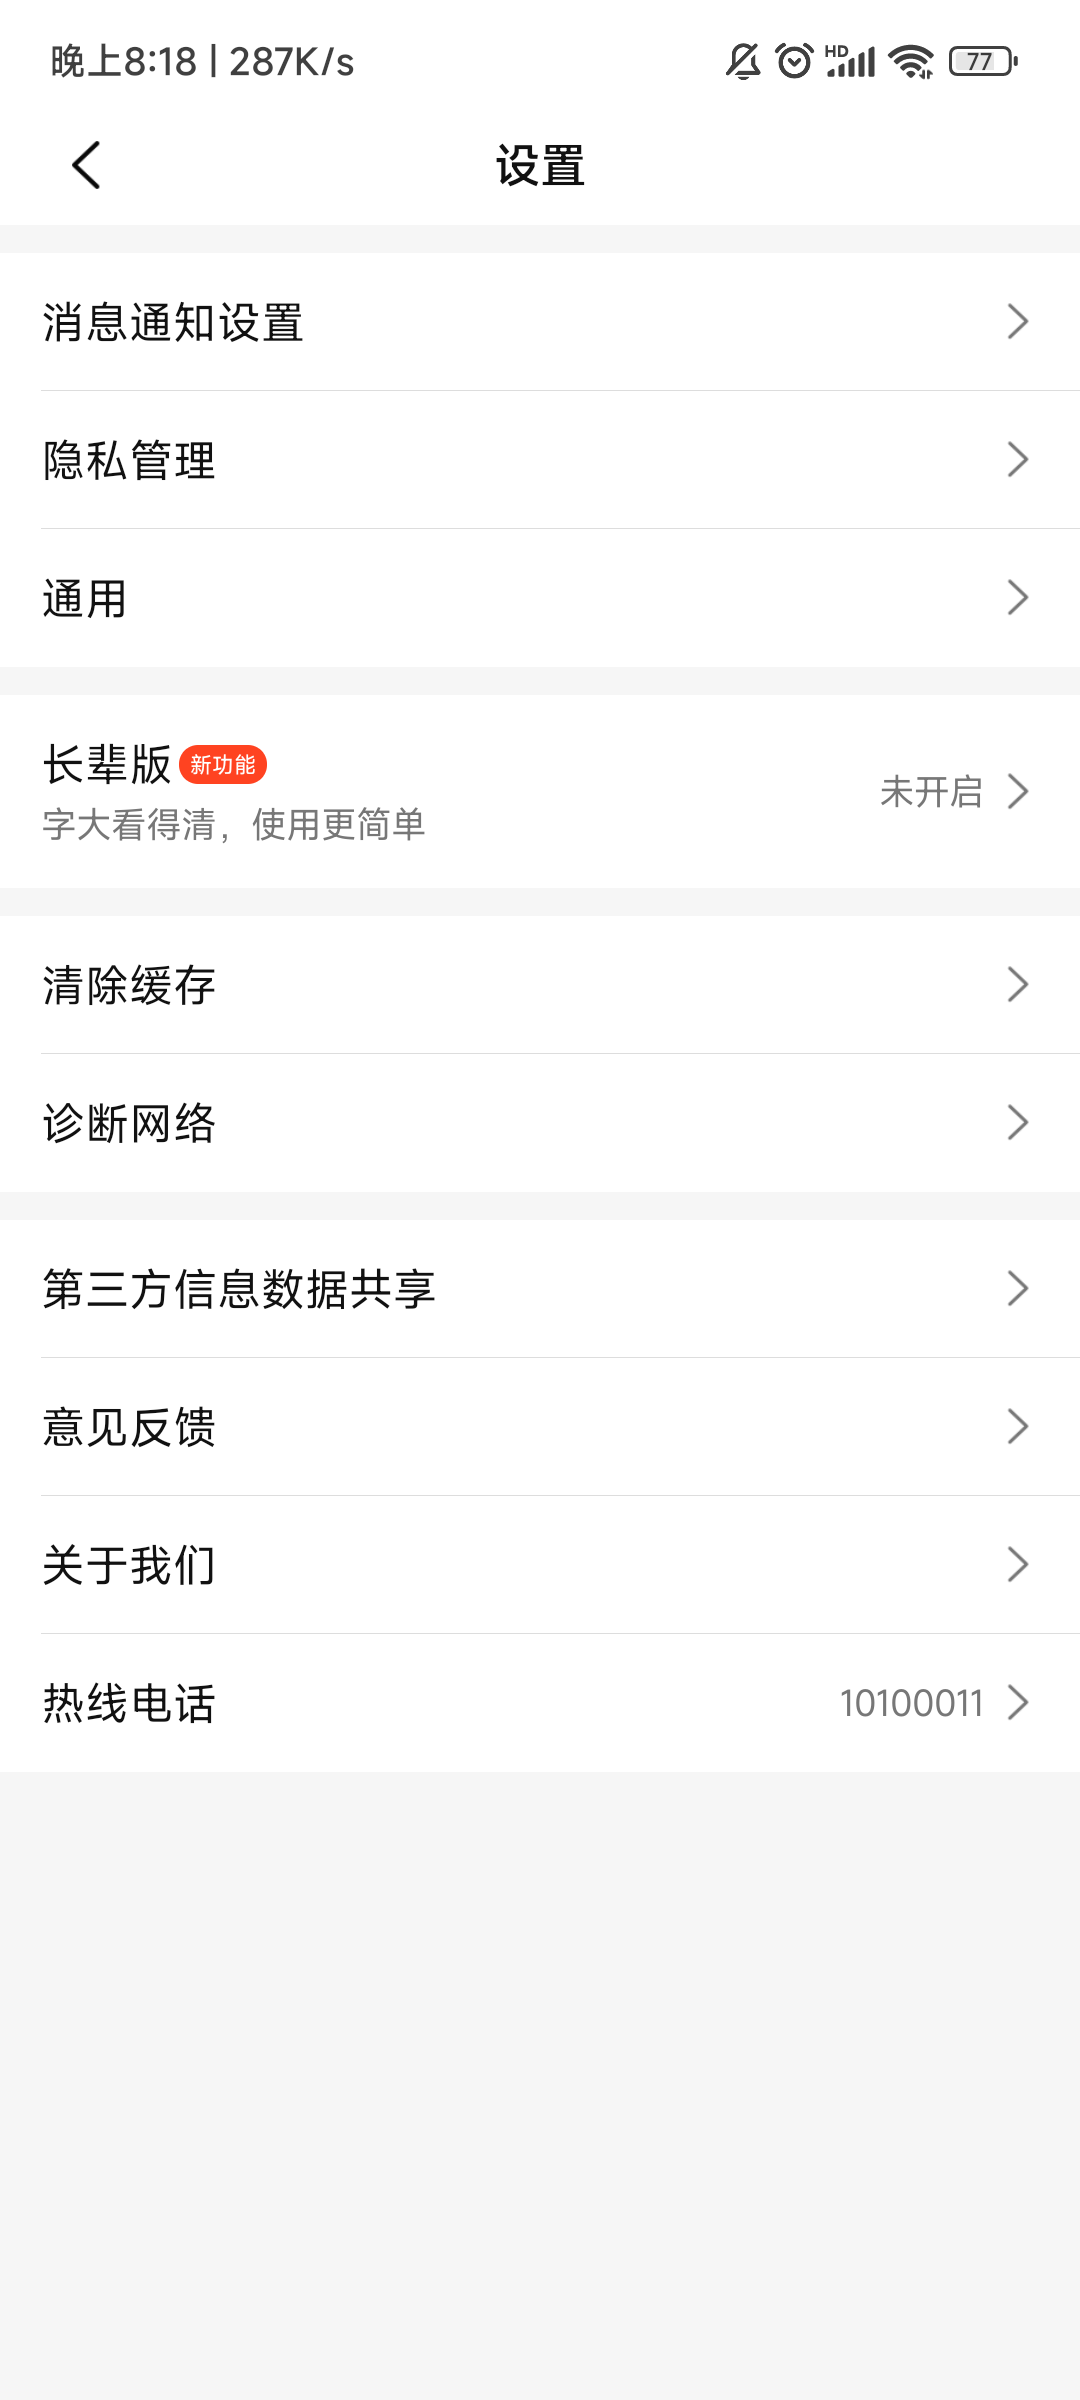 晚上8:18 | 287K/s
HD
77
设置
消息通知设置
隐私管理
通用
长辈版 新功能
字大看得清，使用更简单
未开启
清除缓存
诊断网络
第三方信息数据共享
意见反馈
关于我们
热线电话 10100011